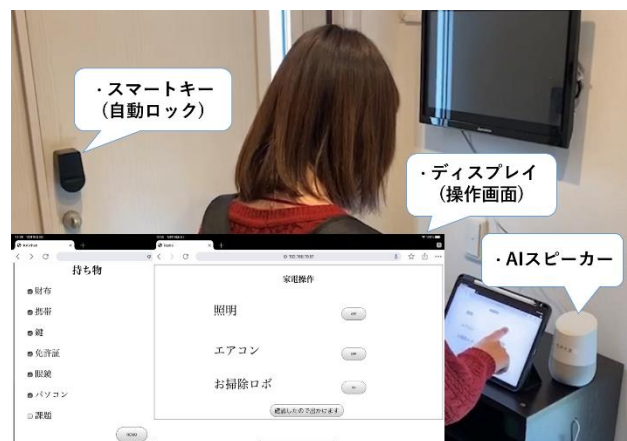 ・スマートキー
(自動ロック)
・ディスプレイ
(操作画面)
・AIスピーカー
持ち物
財布
携帯
鍵
免許証
眼鏡
パソコン
課題
家電操作
照明
エアコン
お掃除ロボ
確認したので出かけます